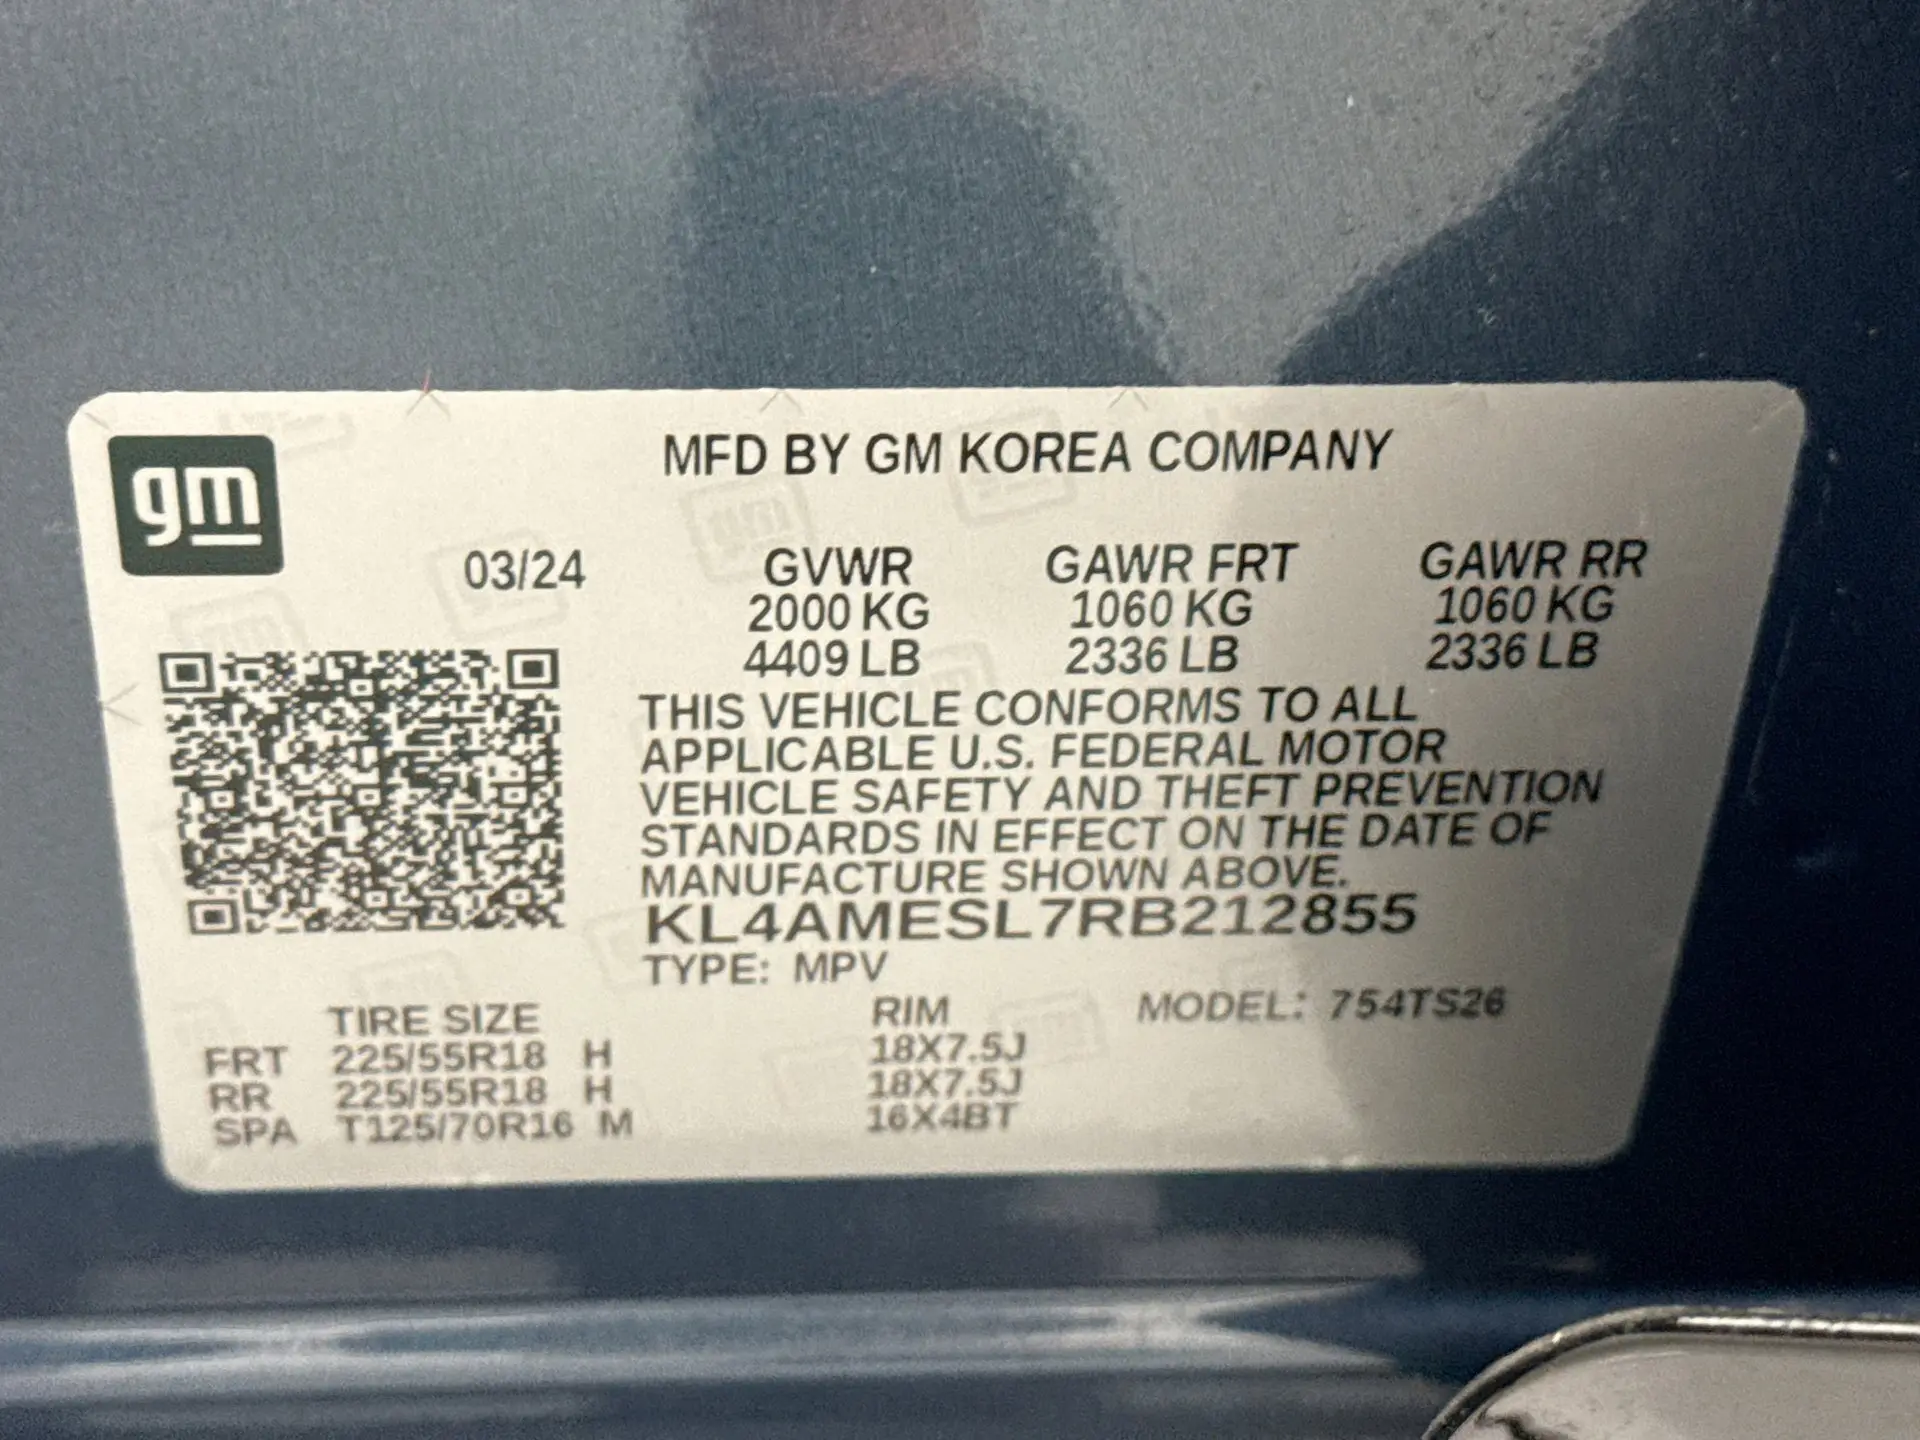 gm
MFD BY GM KOREA COMPANY
03/24 GVWR GAWR FRT GAWR RR
2000 KG 1060 KG 1060 KG
4409 LB 2336 LB 2336 LB
THIS VEHICLE CONFORMS TO ALL
APPLICABLE U.S. FEDERAL MOTOR
VEHICLE SAFETY AND THEFT PREVENTION
STANDARDS IN EFFECT ON THE DATE OF
MANUFACTURE SHOWN ABOVE.
KL4AMESL7RB212855
TYPE: MPV
TIRE SIZE RIM MODEL: 754TS26
FRT 225/55R18 H 18X7.5J
RR 225/55R18 H 18X7.5J
SPA T125/70R16 M 16X4BT